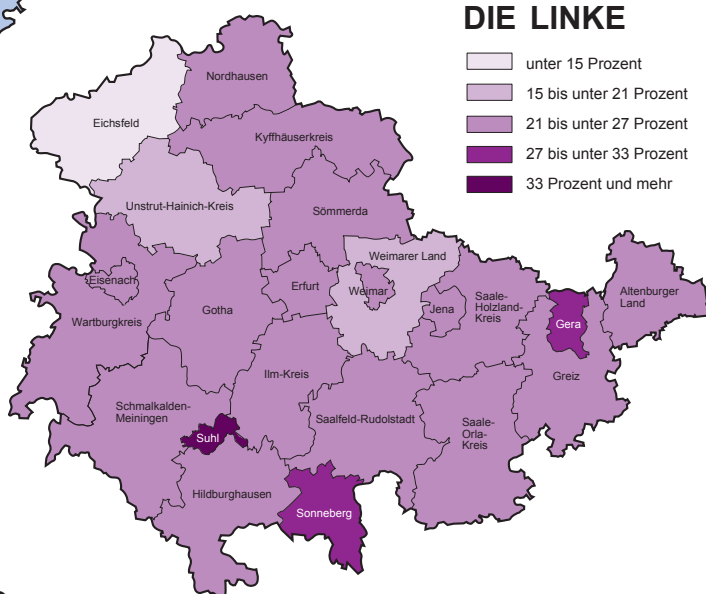 DIE LINKE
unter 15 Prozent
15 bis unter 21 Prozent
21 bis unter 27 Prozent
27 bis unter 33 Prozent
33 Prozent und mehr
Nordhausen
Eichsfeld
Kyffhäuserkreis
Unstrut-Hainich-Kreis
Sömmerda
Weimarer Land
Eisenach
Erfurt
Weimar
Gotha
Jena
Saale-
Holzland-
Kreis
Altenburger
Land
Wartburgkreis
Gera
Ilm-Kreis
Greiz
Schmalkalden-
Meiningen
Saalfeld-Rudolstadt
Saale-
Orla-
Kreis
Suhl
Hildburghausen
Sonneberg